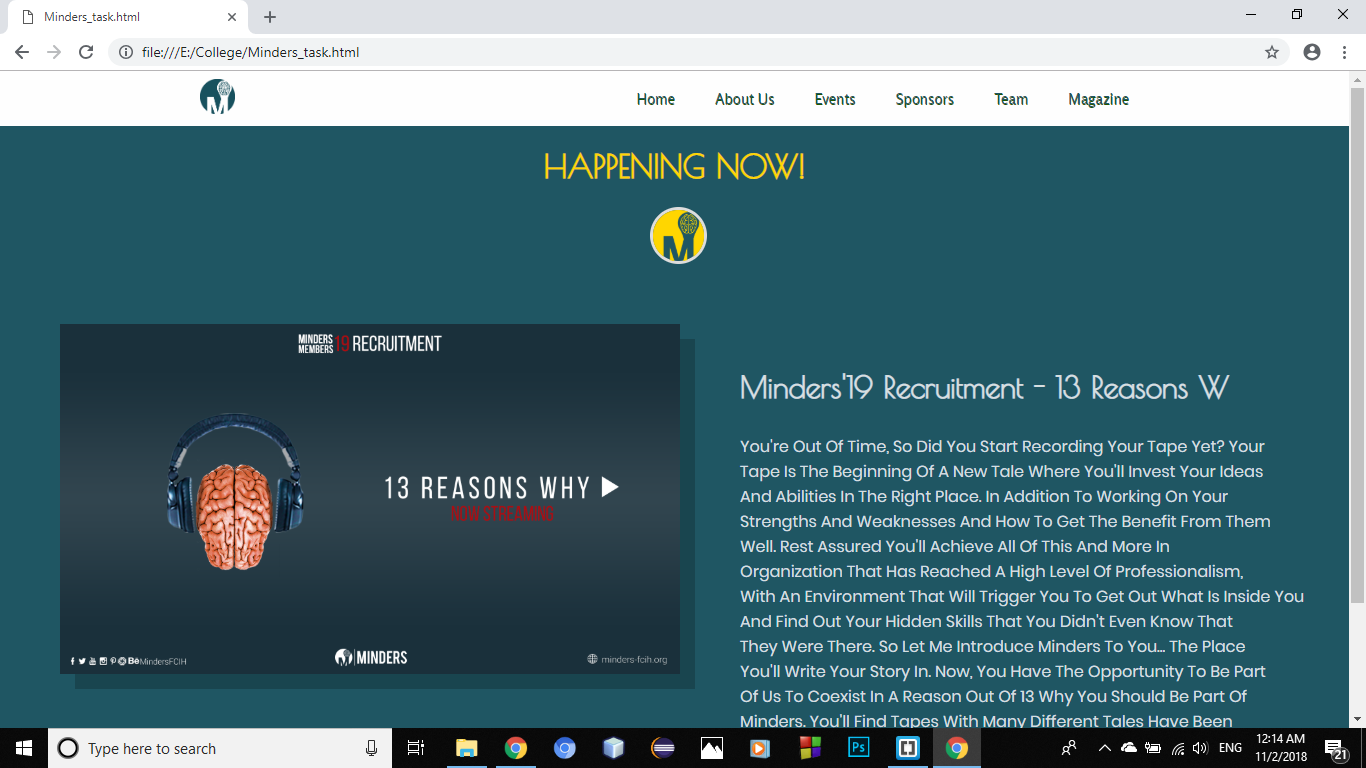 Minders_task.html
file:///E:/College/Minders_task.html
M
Home About Us Events Sponsors Team Magazine
HAPPENING NOW!
M
MINDERS MEMBERS 19 RECRUITMENT
13 REASONS WHY
NOW STREAMING
MindersFCIH
MINDERS
minders-fcih.org
Minders'19 Recruitment - 13 Reasons W
You're Out Of Time, So Did You Start Recording Your Tape Yet? Your
Tape Is The Beginning Of A New Tale Where You'll Invest Your Ideas
And Abilities In The Right Place. In Addition To Working On Your
Strengths And Weaknesses And How To Get The Benefit From Them
Well. Rest Assured You'll Achieve All Of This And More In
Organization That Has Reached A High Level Of Professionalism,
With An Environment That Will Trigger You To Get Out What Is Inside You
And Find Out Your Hidden Skills That You Didn't Even Know That
They Were There. So Let Me Introduce Minders To You... The Place
You'll Write Your Story In. Now, You Have The Opportunity To Be Part
Of Us To Coexist In A Reason Out Of 13 Why You Should Be Part Of
Minders. You'll Find Tapes With Many Different Tales Have Been
Type here to search
Ps
ENG
12:14 AM
11/2/2018
21